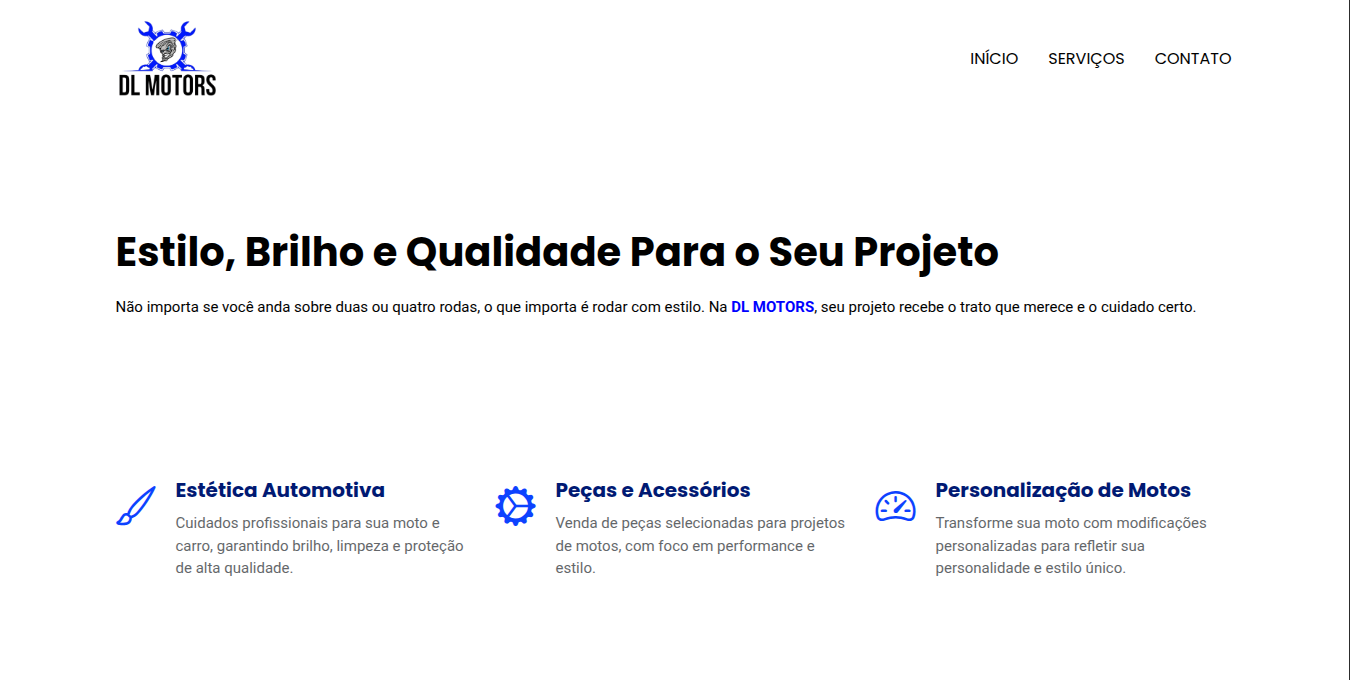 DL MOTORS
INÍCIO SERVIÇOS CONTATO
Estilo, Brilho e Qualidade Para o Seu Projeto
Não importa se você anda sobre duas ou quatro rodas, o que importa é rodar com estilo. Na DL MOTORS, seu projeto recebe o trato que merece e o cuidado certo.
Estética Automotiva
Cuidados profissionais para sua moto e
carro, garantindo brilho, limpeza e proteção
de alta qualidade.
Peças e Acessórios
Venda de peças selecionadas para projetos
de motos, com foco em performance e
estilo.
Personalização de Motos
Transforme sua moto com modificações
personalizadas para refletir sua
personalidade e estilo único.